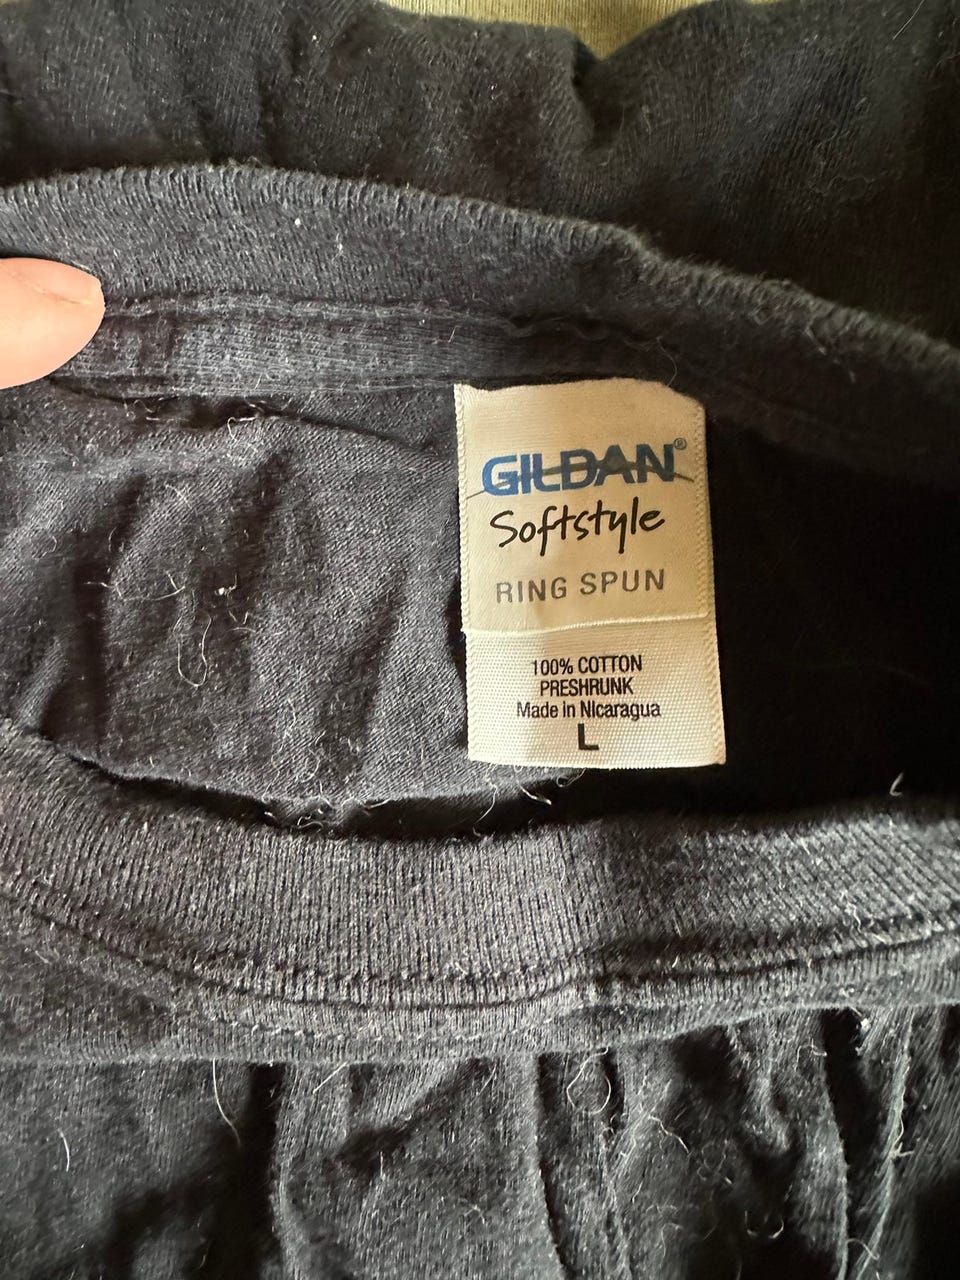 GILDAN®
Softstyle
RING SPUN
100% COTTON
PRESHRUNK
Made in NIcaragua
L